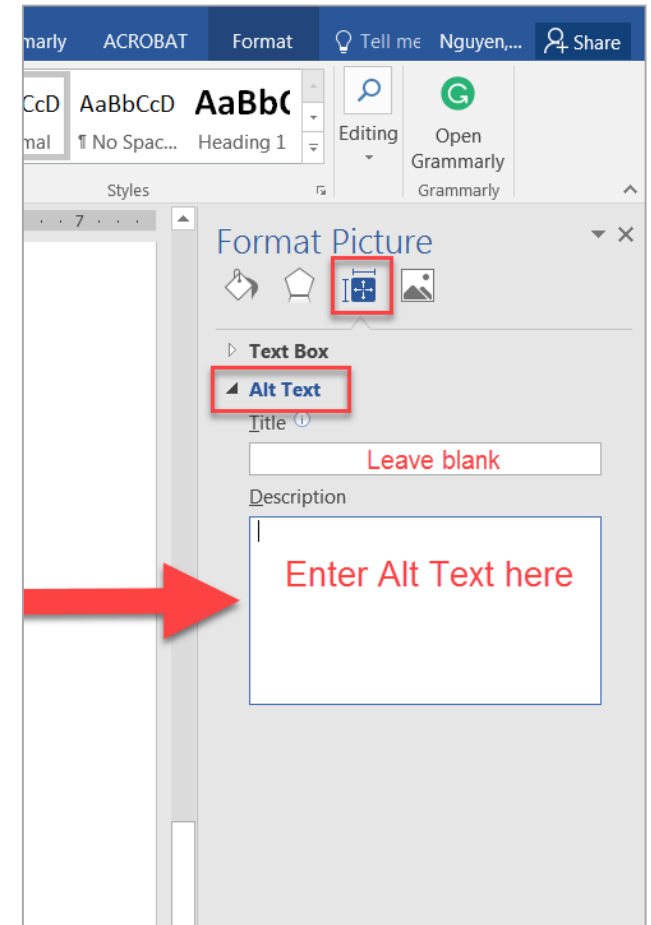 marly ACROBAT Format Tell me Nguyen,... Share
CcD AaBbCcD AaBb(
mal ¶ No Spac... Heading 1
Editing
Open
Grammarly
Styles
Grammarly
7
Format Picture
Text Box
Alt Text
Title
Leave blank
Description
Enter Alt Text here